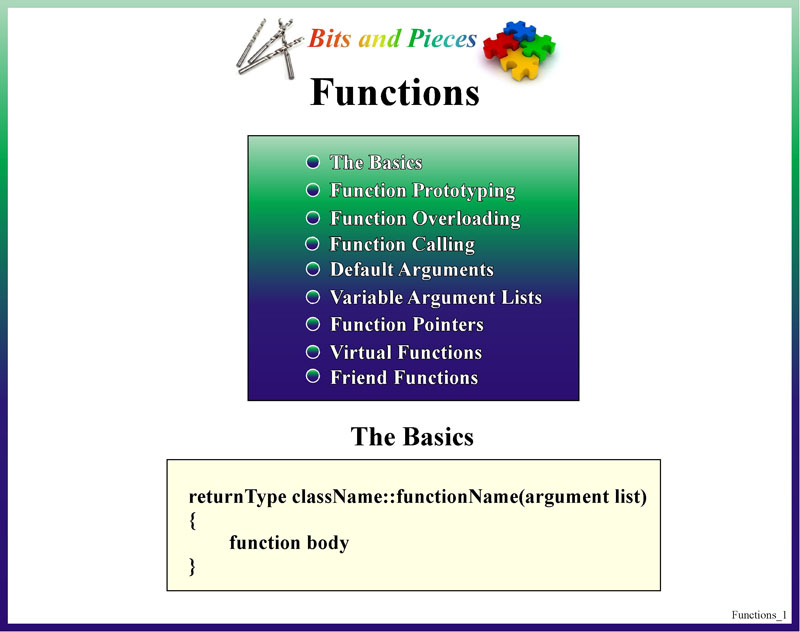 Bits and Pieces
Functions
The Basics
Function Prototyping
Function Overloading
Function Calling
Default Arguments
Variable Argument Lists
Function Pointers
Virtual Functions
Friend Functions
The Basics
returnType className::functionName(argument list)
{
function body
}
Functions_1